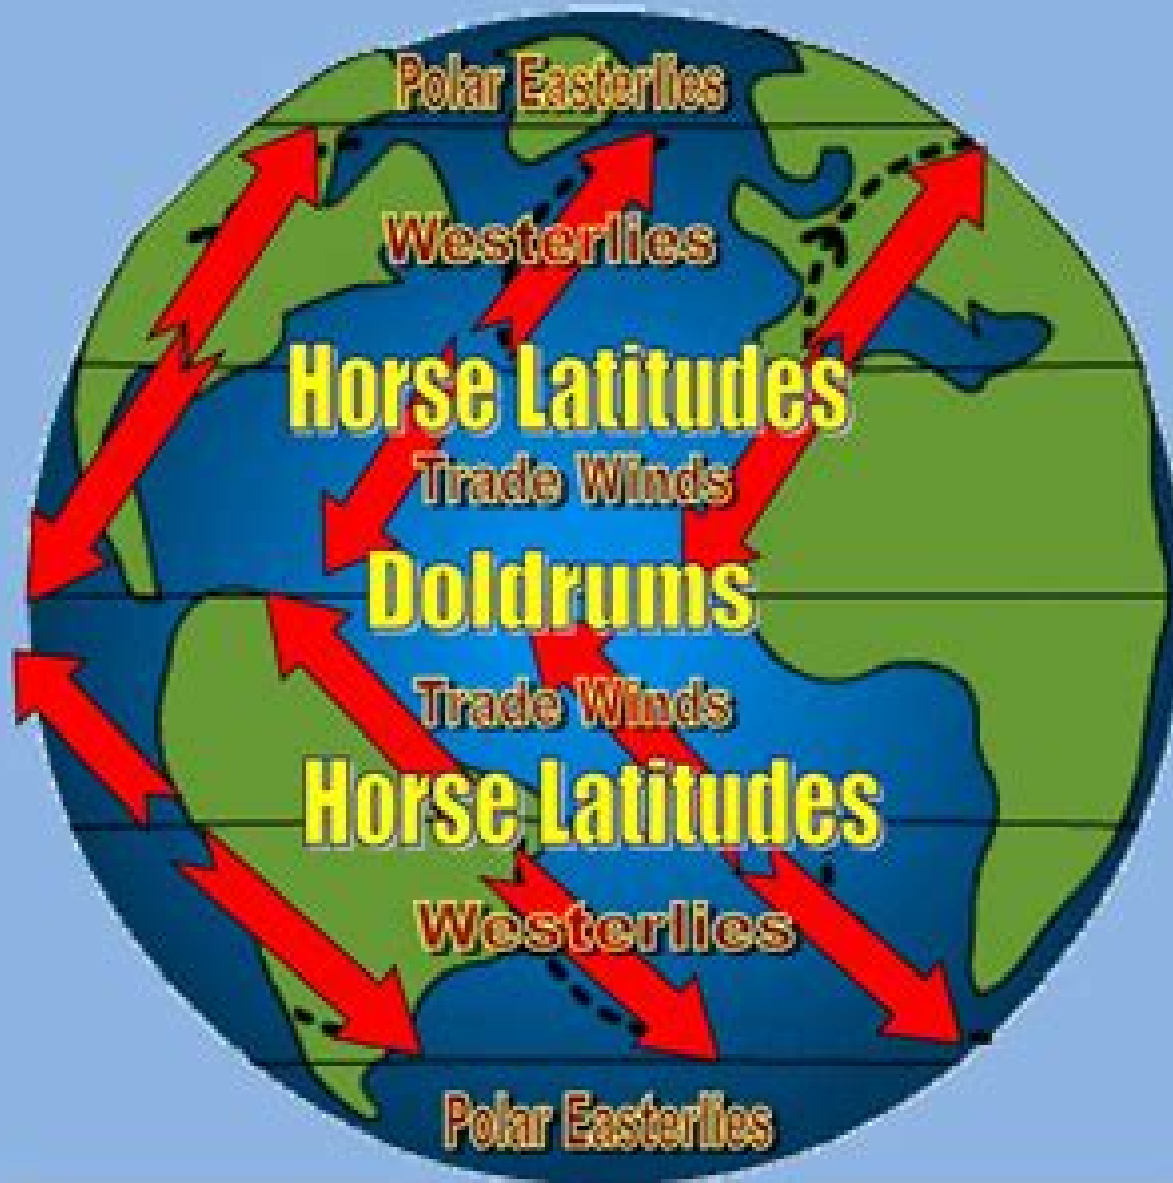 Polar Easterlies
Westerlies
Horse Latitudes
Trade Winds
Doldrums
Trade Winds
Horse Latitudes
Westerlies
Polar Easterlies